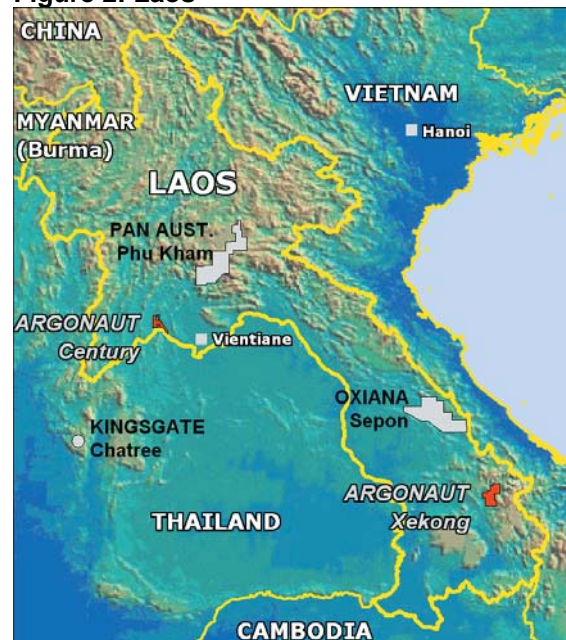 Figure 2: Laos
CHINA
VIETNAM
MYANMAR
(Burma)
Hanoi
LAOS
PAN AUST.
Phu Kham
ARGONAUT
Century
Vientiane
OXIANA
Sepon
KINGSGATE
Chatree
ARGONAUT
Xekong
THAILAND
CAMBODIA